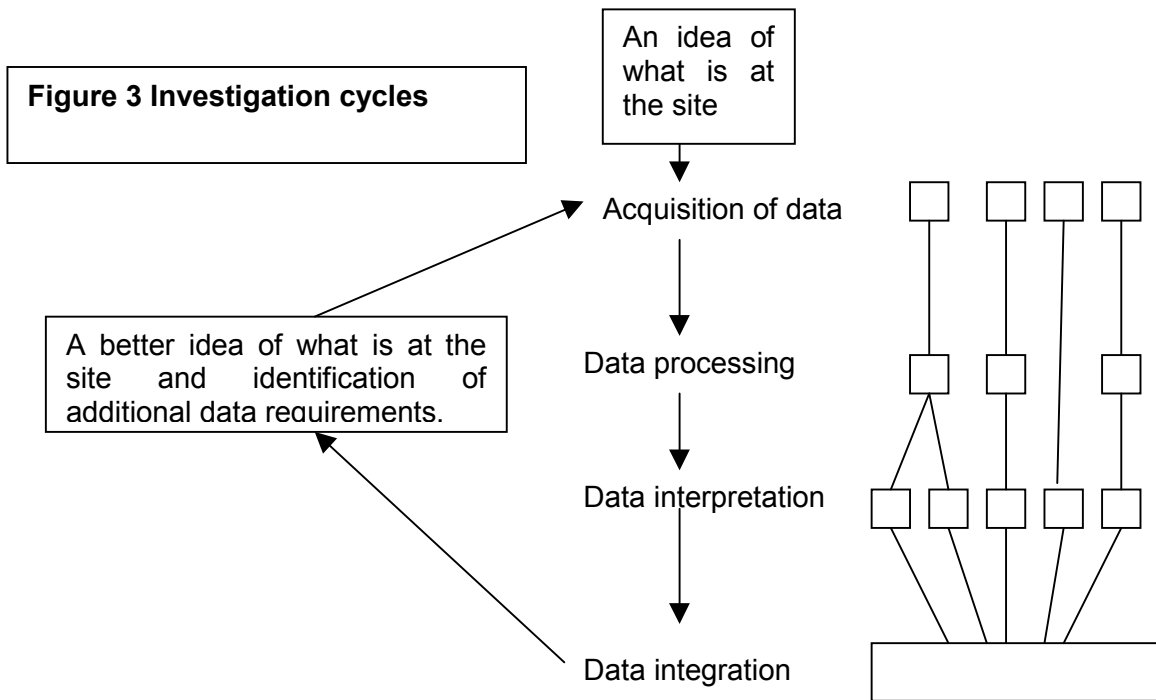 An idea of
what is at
the site
Figure 3 Investigation cycles
Acquisition of data
A better idea of what is at the
site and identification of
additional data requirements.
Data processing
Data interpretation
Data integration